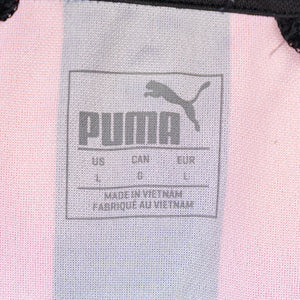 PUMA
US CAN EUR
L G L
MADE IN VIETNAM
FABRIQUÉ AU VIETNAM